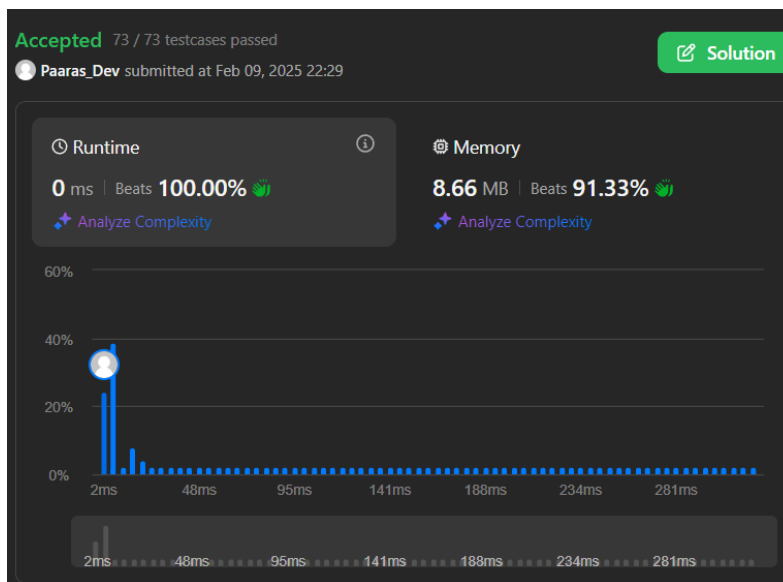 Accepted 73 / 73 testcases passed
Solution
Paaras_Dev submitted at Feb 09, 2025 22:29
Runtime
0 ms | Beats 100.00%
Analyze Complexity
Memory
8.66 MB | Beats 91.33%
Analyze Complexity
60%
40%
20%
0%
2ms 48ms 95ms 141ms 188ms 234ms 281ms
2ms 48ms 95ms 141ms 188ms 234ms 281ms